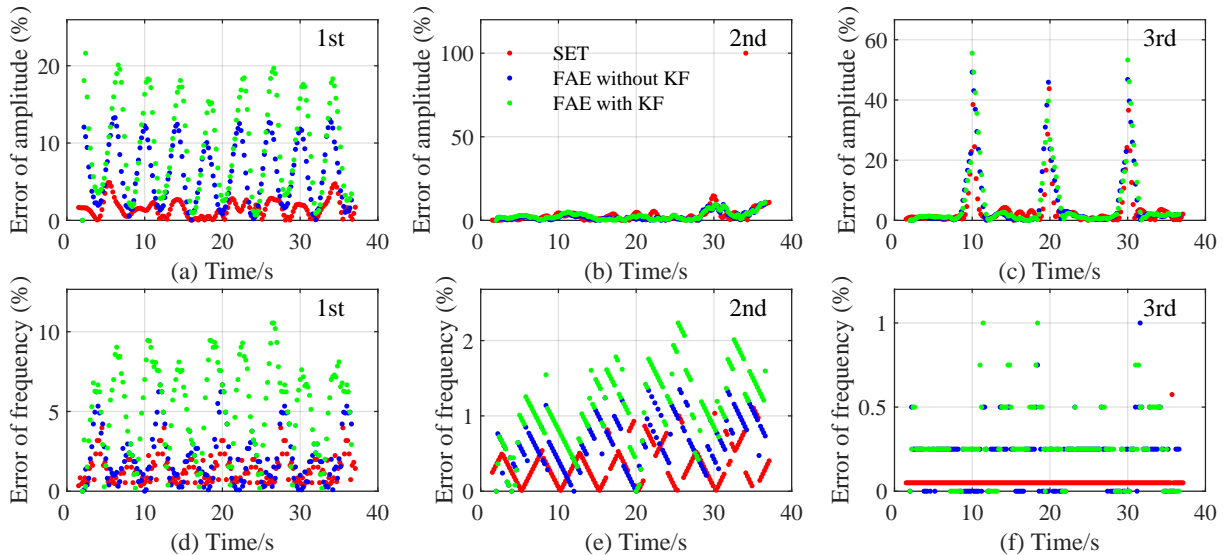 Error of amplitude (%)
20
10
0
1st
0 10 20 30 40
(a) Time/s
Error of amplitude (%)
100
50
0
2nd
SET
FAE without KF
FAE with KF
0 10 20 30 40
(b) Time/s
Error of amplitude (%)
60
40
20
0
3rd
0 10 20 30 40
(c) Time/s
Error of frequency (%)
10
5
0
1st
0 10 20 30 40
(d) Time/s
Error of frequency (%)
2
1
0
2nd
0 10 20 30 40
(e) Time/s
Error of frequency (%)
1
0.5
0
3rd
0 10 20 30 40
(f) Time/s